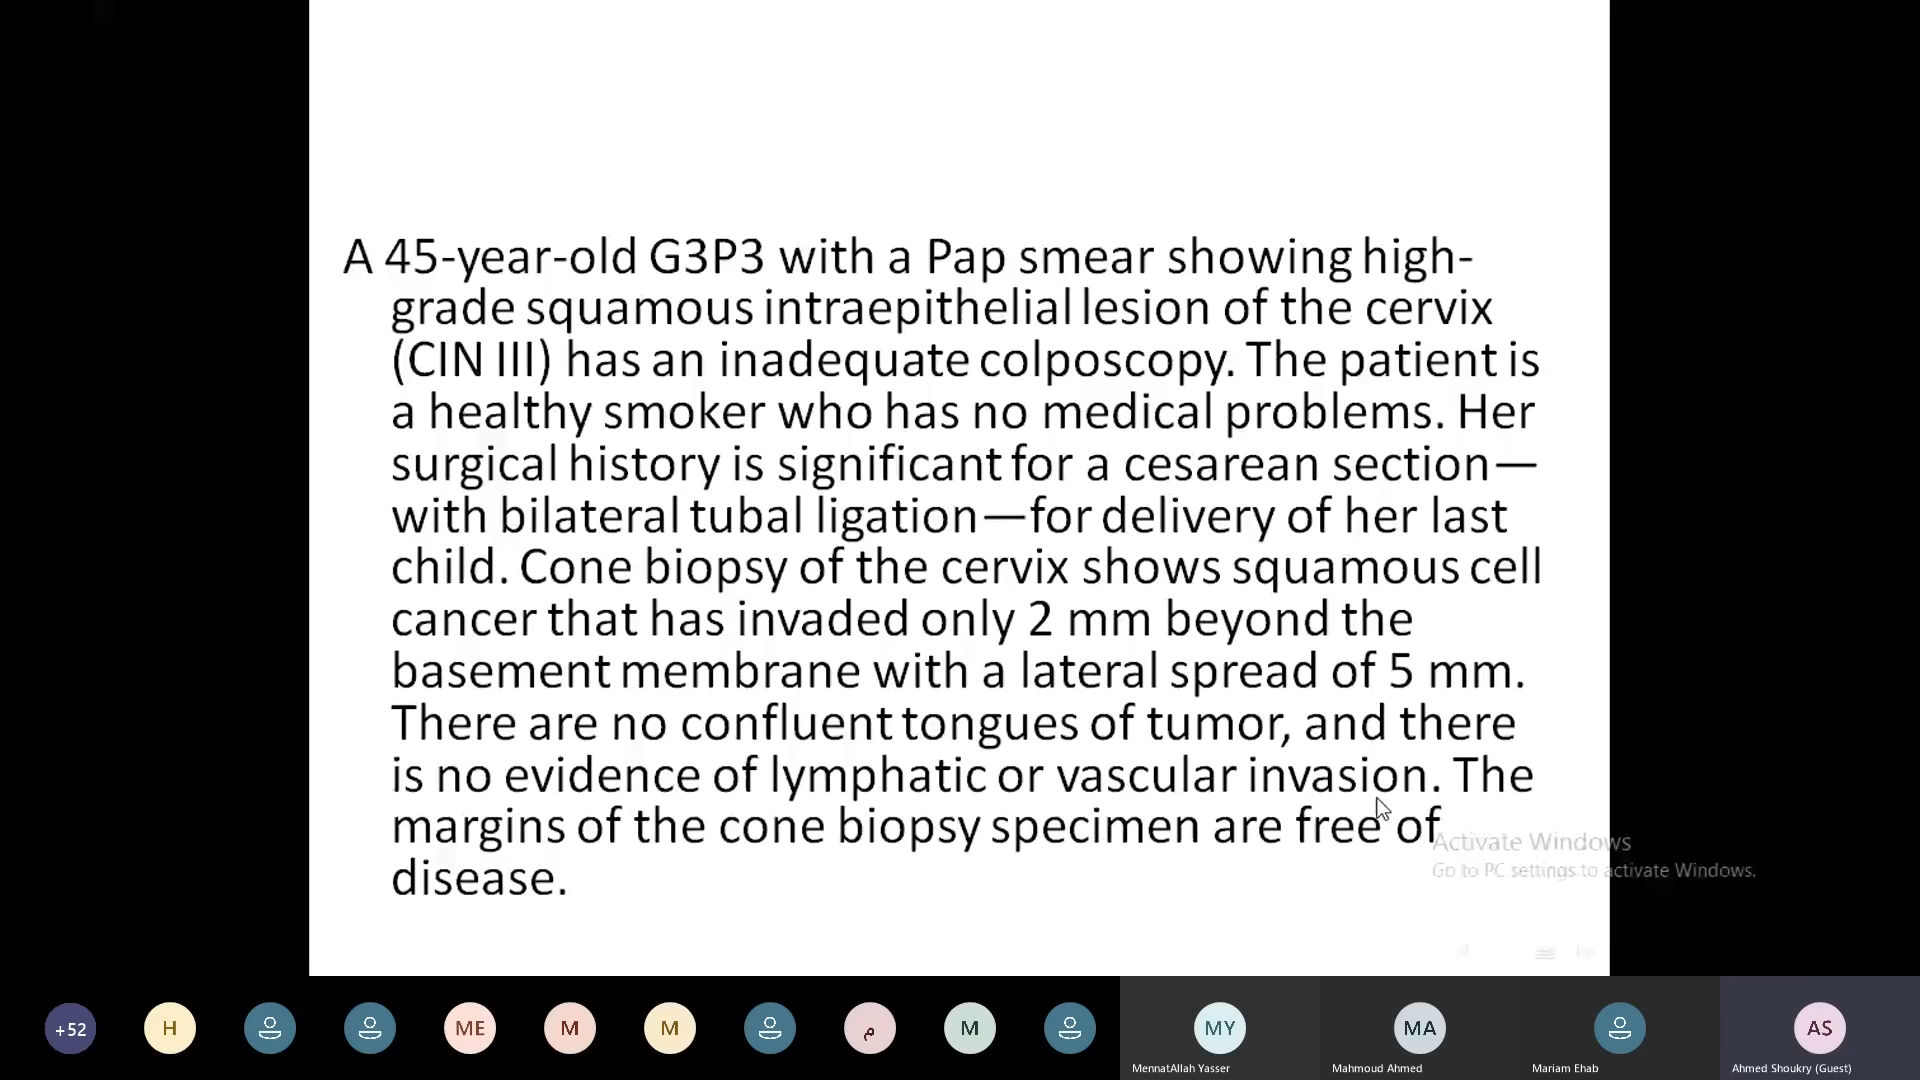 A 45-year-old G3P3 with a Pap smear showing high-
grade squamous intraepithelial lesion of the cervix
(CIN III) has an inadequate colposcopy. The patient is
a healthy smoker who has no medical problems. Her
surgical history is significant for a cesarean section—
with bilateral tubal ligation—for delivery of her last
child. Cone biopsy of the cervix shows squamous cell
cancer that has invaded only 2 mm beyond the
basement membrane with a lateral spread of 5 mm.
There are no confluent tongues of tumor, and there
is no evidence of lymphatic or vascular invasion. The
margins of the cone biopsy specimen are free of
disease.
Activate Windows
Go to PC settings to activate Windows.
+52 H ME M M م M MY MA AS
MennatAllah Yasser Mahmoud Ahmed Mariam Ehab Ahmed Shoukry (Guest)